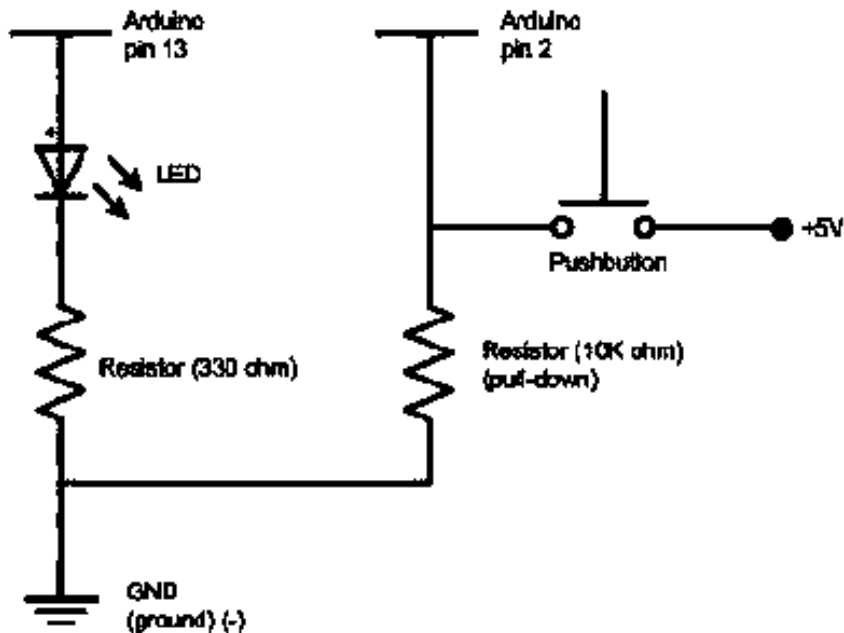 Arduino
pin 13
Arduino
pin 2
+
LED
+5V
Pushbutton
Resistor (330 ohm)
Resistor (10K ohm)
(pull-down)
GND
(ground) (-)